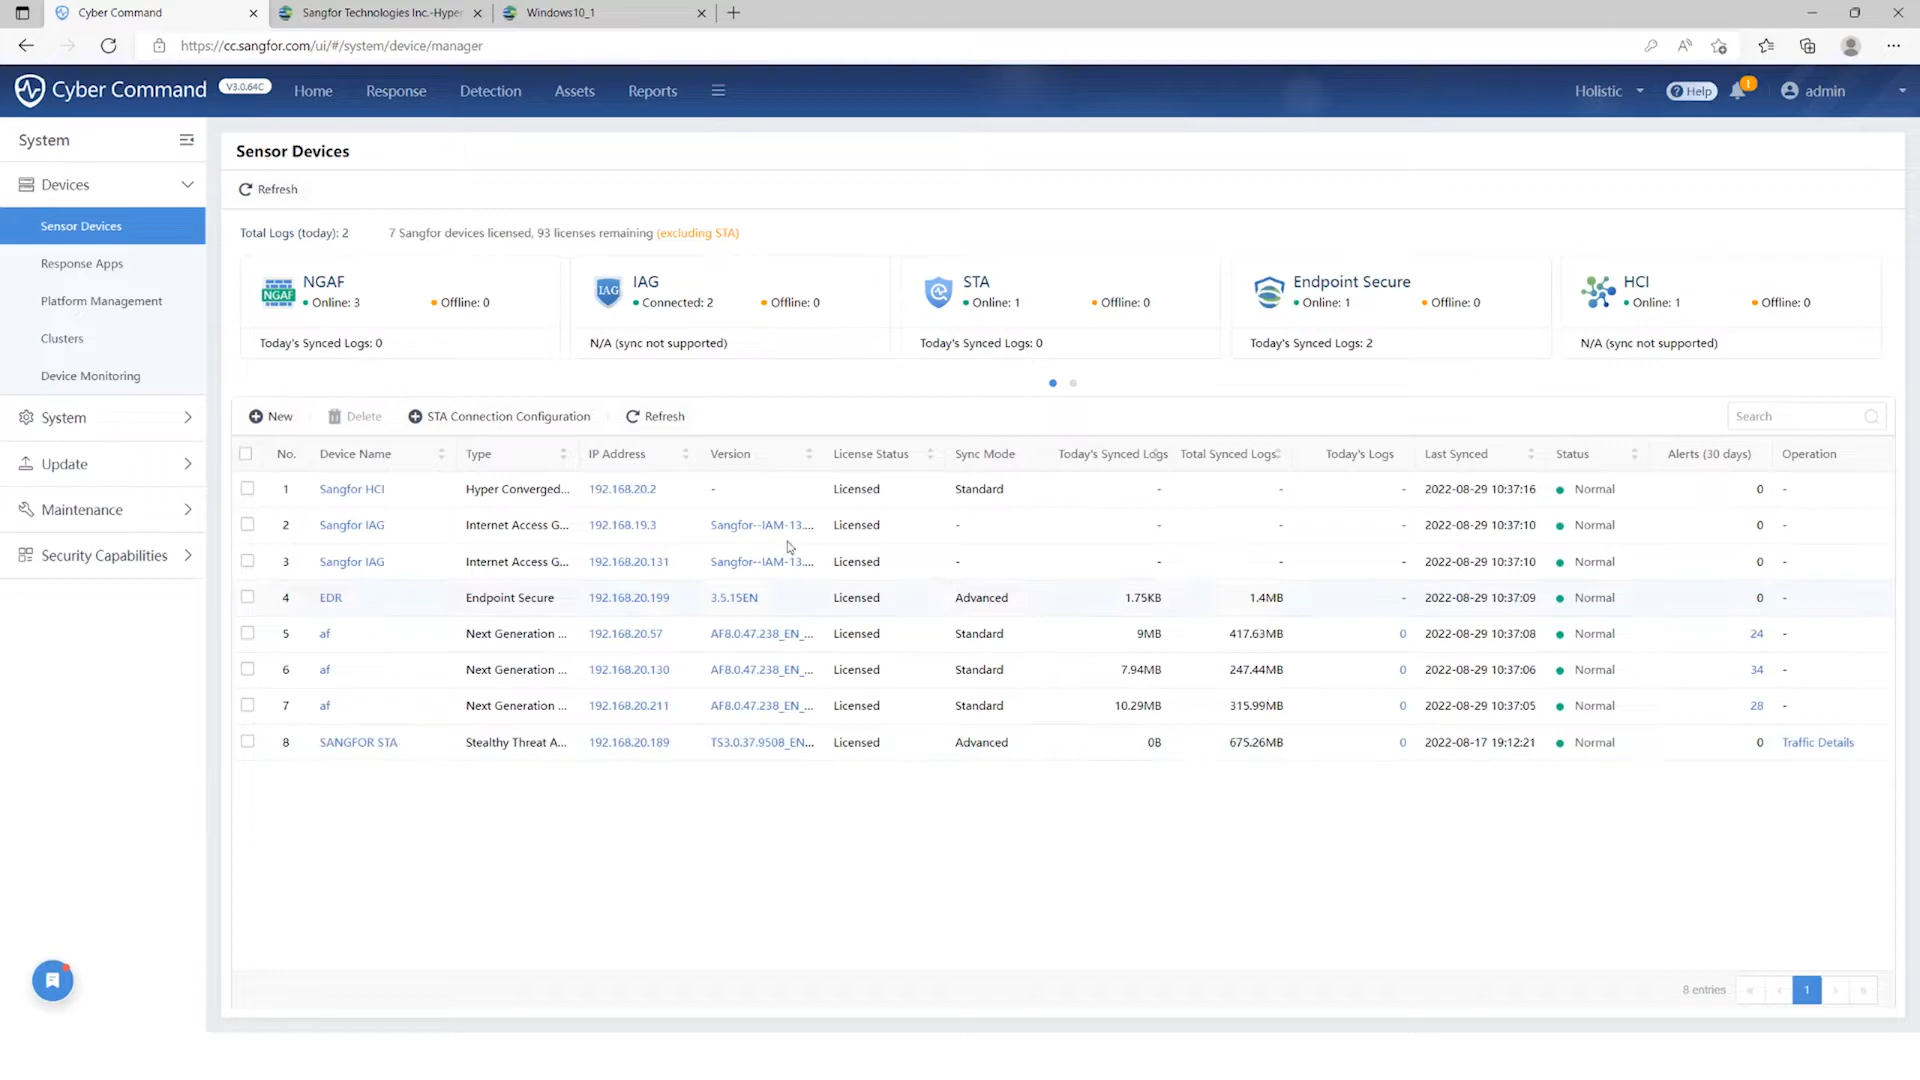 Cyber Command
Sangfor Technologies Inc.-Hyper
Windows10_1
https://cc.sangfor.com/ui/#/system/device/manager
Cyber Command V3.0.64C Home Response Detection Assets Reports Holistic Help 1 admin
System
Devices
Sensor Devices
Response Apps
Platform Management
Clusters
Device Monitoring
System
Update
Maintenance
Security Capabilities
Sensor Devices
Refresh
Total Logs (today): 2 7 Sangfor devices licensed, 93 licenses remaining (excluding STA)
NGAF
NGAF
Online: 3 Offline: 0
Today's Synced Logs: 0
IAG
IAG
Connected: 2 Offline: 0
N/A (sync not supported)
STA
Online: 1 Offline: 0
Today's Synced Logs: 0
Endpoint Secure
Online: 1 Offline: 0
Today's Synced Logs: 2
HCI
Online: 1 Offline: 0
N/A (sync not supported)
New Delete STA Connection Configuration Refresh Search
No. Device Name Type IP Address Version License Status Sync Mode Today's Synced Logs Total Synced Logs Today's Logs Last Synced Status Alerts (30 days) Operation
1 Sangfor HCI Hyper Converged... 192.168.20.2 - Licensed Standard - - - 2022-08-29 10:37:16 Normal 0 -
2 Sangfor IAG Internet Access G... 192.168.19.3 Sangfor--IAM-13.... Licensed - - - - 2022-08-29 10:37:10 Normal 0 -
3 Sangfor IAG Internet Access G... 192.168.20.131 Sangfor--IAM-13.... Licensed - - - - 2022-08-29 10:37:10 Normal 0 -
4 EDR Endpoint Secure 192.168.20.199 3.5.15EN Licensed Advanced 1.75KB 1.4MB - 2022-08-29 10:37:09 Normal 0 -
5 af Next Generation ... 192.168.20.57 AF8.0.47.238_EN_... Licensed Standard 9MB 417.63MB 0 2022-08-29 10:37:08 Normal 24 -
6 af Next Generation ... 192.168.20.130 AF8.0.47.238_EN_... Licensed Standard 7.94MB 247.44MB 0 2022-08-29 10:37:06 Normal 34 -
7 af Next Generation ... 192.168.20.211 AF8.0.47.238_EN_... Licensed Standard 10.29MB 315.99MB 0 2022-08-29 10:37:05 Normal 28 -
8 SANGFOR STA Stealthy Threat A... 192.168.20.189 TS3.0.37.9508_EN... Licensed Advanced 0B 675.26MB 0 2022-08-17 19:12:21 Normal 0 Traffic Details
8 entries « ‹ 1 › »